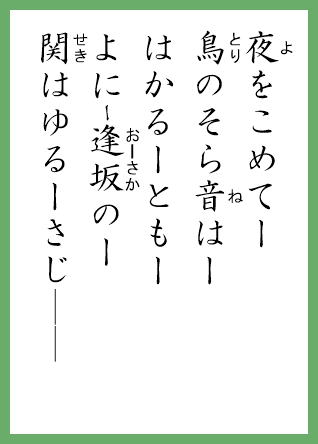 夜をこめてー
鳥のそら音はー
はかるーともー
よにー逢坂のー
関はゆるーさじ――
よ
とり
ね
おーさか
せき